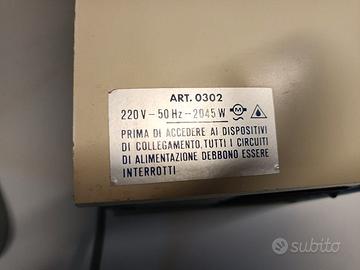 ART. 0302
220 V - 50 Hz - 2045 W M
PRIMA DI ACCEDERE AI DISPOSITIVI
DI COLLEGAMENTO, TUTTI I CIRCUITI
DI ALIMENTAZIONE DEBBONO ESSERE
INTERROTTI
subito